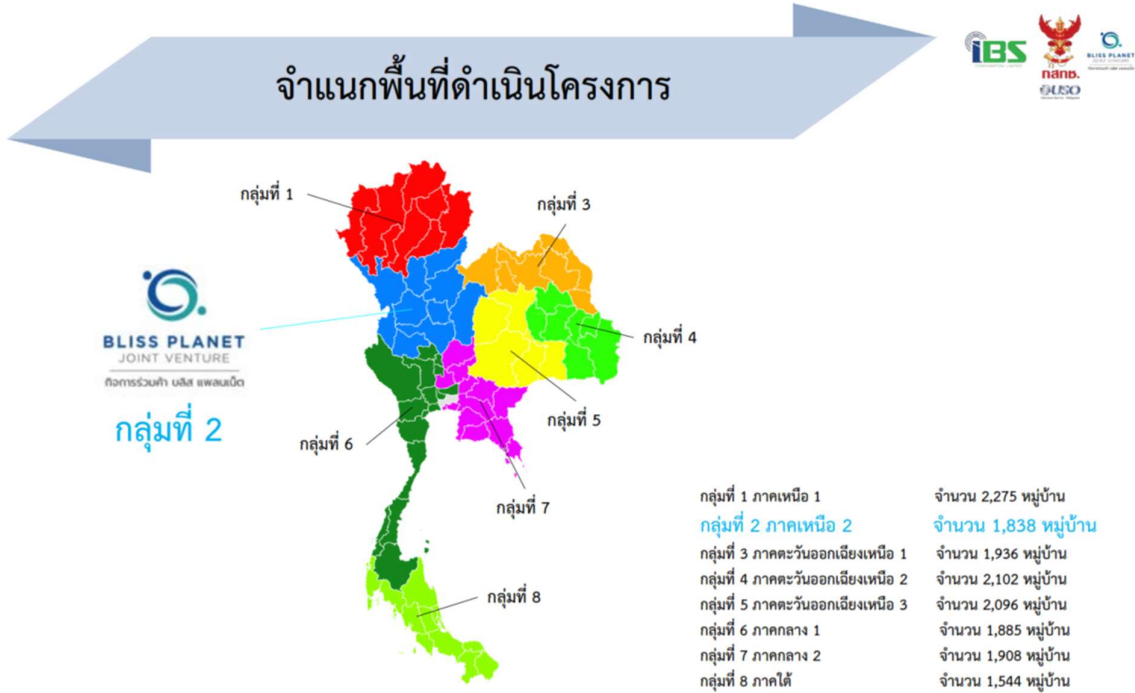 จำแนกพื้นที่ดำเนินโครงการ
iBS
กสทช.
USO
BLISS PLANET
JOINT VENTURE
กลุ่มที่ 1
กลุ่มที่ 3
BLISS PLANET
JOINT VENTURE
กิจการร่วมค้า บลิส แพลนเน็ต
กลุ่มที่ 2
กลุ่มที่ 4
กลุ่มที่ 5
กลุ่มที่ 6
กลุ่มที่ 7
กลุ่มที่ 8
กลุ่มที่ 1 ภาคเหนือ 1 จำนวน 2,275 หมู่บ้าน
กลุ่มที่ 2 ภาคเหนือ 2 จำนวน 1,838 หมู่บ้าน
กลุ่มที่ 3 ภาคตะวันออกเฉียงเหนือ 1 จำนวน 1,936 หมู่บ้าน
กลุ่มที่ 4 ภาคตะวันออกเฉียงเหนือ 2 จำนวน 2,102 หมู่บ้าน
กลุ่มที่ 5 ภาคตะวันออกเฉียงเหนือ 3 จำนวน 2,096 หมู่บ้าน
กลุ่มที่ 6 ภาคกลาง 1 จำนวน 1,885 หมู่บ้าน
กลุ่มที่ 7 ภาคกลาง 2 จำนวน 1,908 หมู่บ้าน
กลุ่มที่ 8 ภาคใต้ จำนวน 1,544 หมู่บ้าน